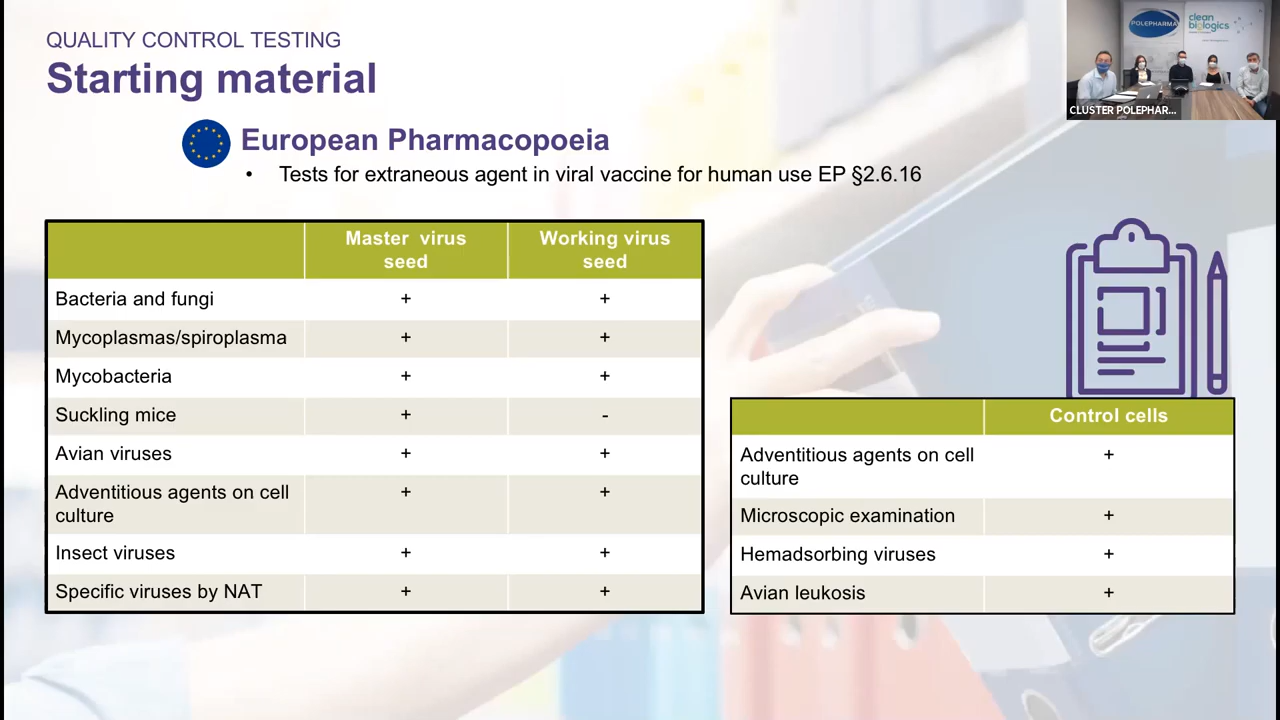 QUALITY CONTROL TESTING
Starting material
POLEPHARMA
clean
biologics
CLUSTER POLEPHAR...
European Pharmacopoeia
• Tests for extraneous agent in viral vaccine for human use EP §2.6.16
Master virus
seed
Working virus
seed
Bacteria and fungi + +
Mycoplasmas/spiroplasma + +
Mycobacteria + +
Suckling mice + -
Avian viruses + +
Adventitious agents on cell
culture
+ +
Insect viruses + +
Specific viruses by NAT + +
Control cells
Adventitious agents on cell
culture
+
Microscopic examination +
Hemadsorbing viruses +
Avian leukosis +